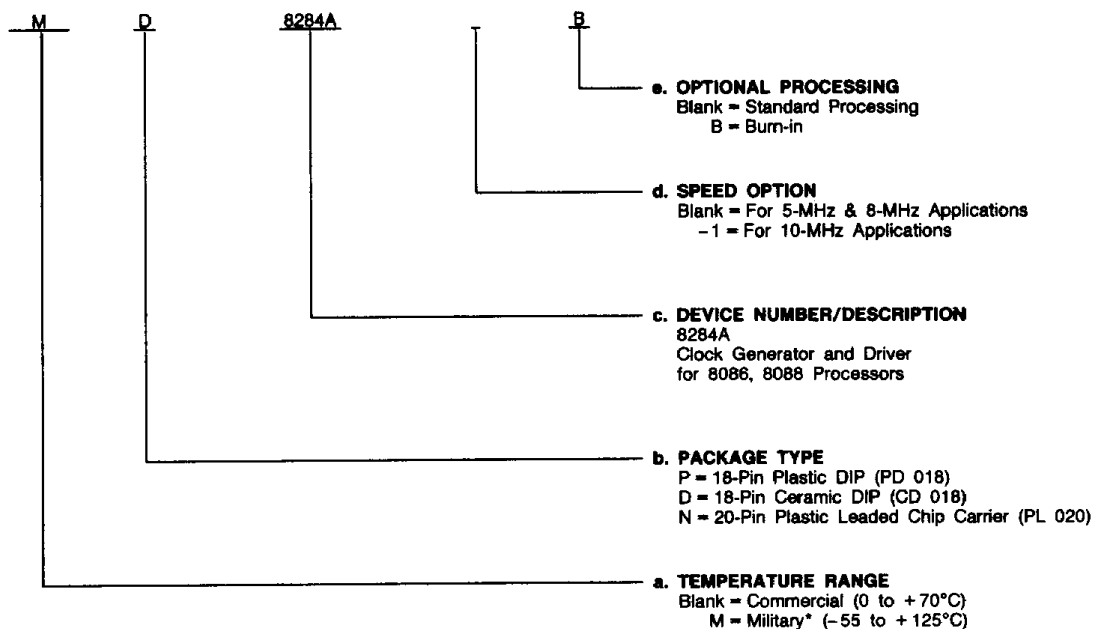 M D 8284A - B
e. OPTIONAL PROCESSING
Blank = Standard Processing
B = Burn-in
d. SPEED OPTION
Blank = For 5-MHz & 8-MHz Applications
-1 = For 10-MHz Applications
c. DEVICE NUMBER/DESCRIPTION
8284A
Clock Generator and Driver
for 8086, 8088 Processors
b. PACKAGE TYPE
P = 18-Pin Plastic DIP (PD 018)
D = 18-Pin Ceramic DIP (CD 018)
N = 20-Pin Plastic Leaded Chip Carrier (PL 020)
a. TEMPERATURE RANGE
Blank = Commercial (0 to +70°C)
M = Military* (-55 to +125°C)